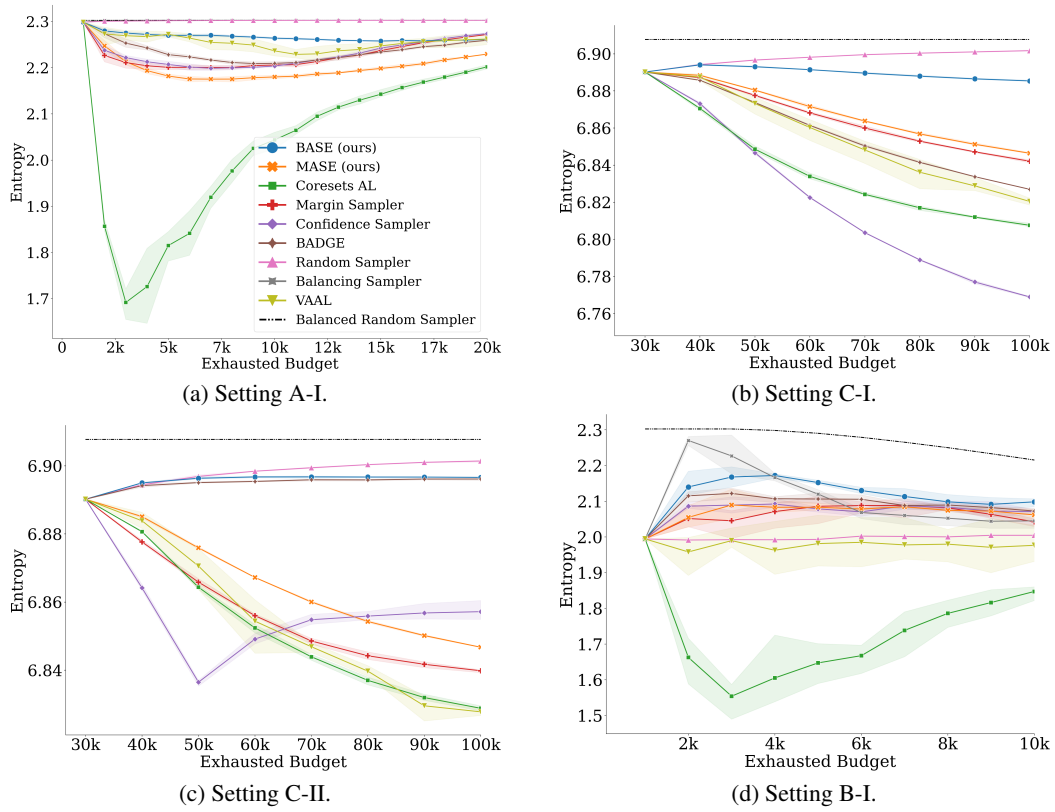 2.3
2.2
2.1
2.0
1.9
1.8
1.7
Entropy
BASE (ours)
MASE (ours)
Coresets AL
Margin Sampler
Confidence Sampler
BADGE
Random Sampler
Balancing Sampler
VAAL
Balanced Random Sampler
0 2k 5k 7k 10k 12k 15k 17k 20k
Exhausted Budget
(a) Setting A-I.
6.90
6.88
6.86
6.84
6.82
6.80
6.78
6.76
Entropy
30k 40k 50k 60k 70k 80k 90k 100k
Exhausted Budget
(b) Setting C-I.
6.90
6.88
6.86
6.84
Entropy
30k 40k 50k 60k 70k 80k 90k 100k
Exhausted Budget
(c) Setting C-II.
2.3
2.2
2.1
2.0
1.9
1.8
1.7
1.6
1.5
Entropy
2k 4k 6k 8k 10k
Exhausted Budget
(d) Setting B-I.